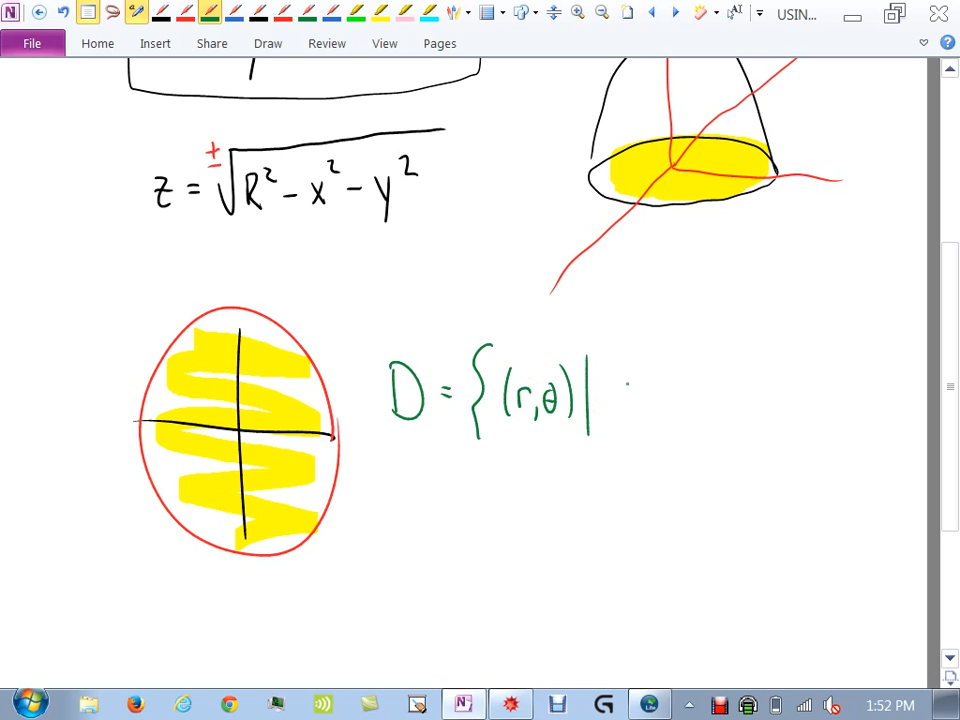 USIN...
File Home Insert Share Draw Review View Pages
z = ±√(R² - x² - y²)
D = {(r,θ)|
1:52 PM